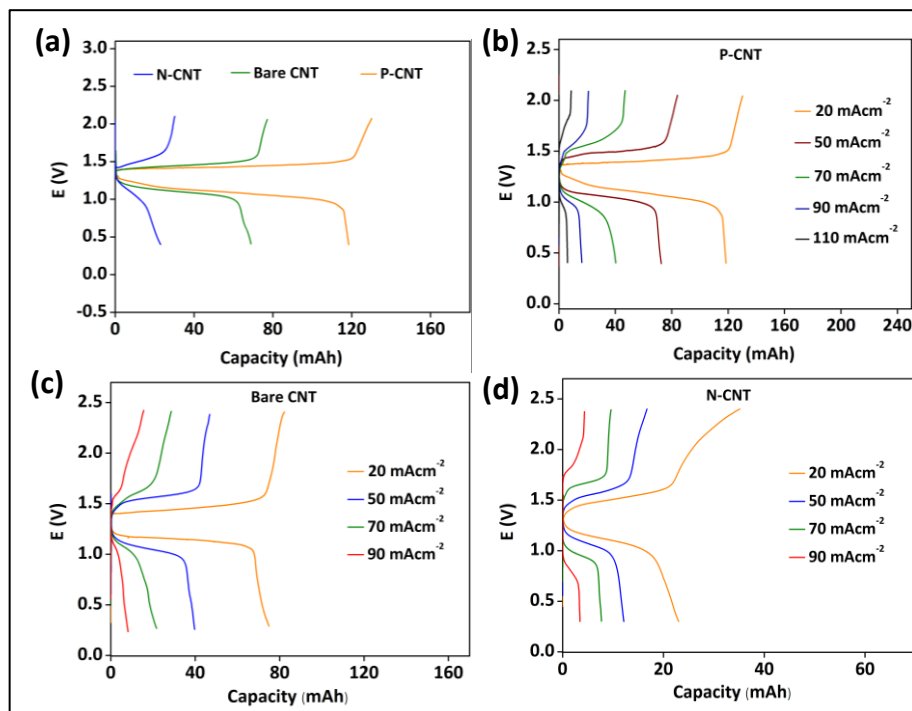 (a)
3.0
2.5
2.0
1.5
1.0
0.5
0.0
-0.5
E (V)
N-CNT Bare CNT P-CNT
0 40 80 120 160
Capacity (mAh)
(b)
P-CNT
2.5
2.0
1.5
1.0
0.5
0.0
E (V)
20 mAcm-2
50 mAcm-2
70 mAcm-2
90 mAcm-2
110 mAcm-2
0 40 80 120 160 200 240
Capacity (mAh)
(c)
Bare CNT
2.5
2.0
1.5
1.0
0.5
0.0
E (V)
20 mAcm-2
50 mAcm-2
70 mAcm-2
90 mAcm-2
0 40 80 120 160
Capacity (mAh)
(d)
N-CNT
2.5
2.0
1.5
1.0
0.5
0.0
E (V)
20 mAcm-2
50 mAcm-2
70 mAcm-2
90 mAcm-2
0 20 40 60
Capacity (mAh)